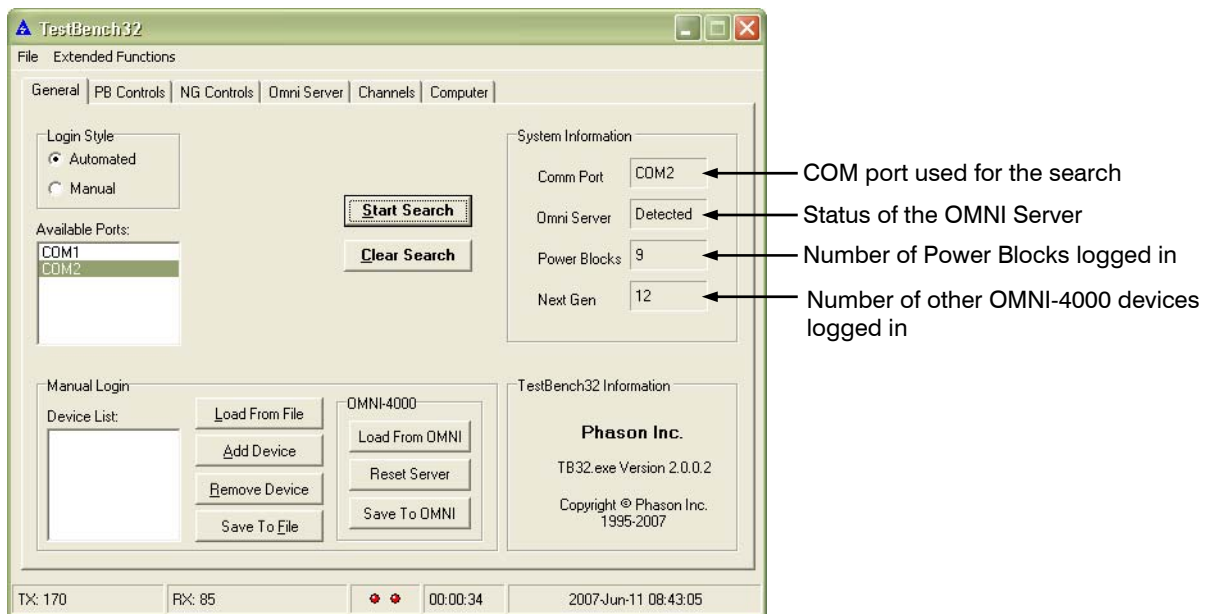 TestBench32
File Extended Functions
General PB Controls NG Controls Omni Server Channels Computer
Login Style
Automated
Manual
Available Ports:
COM1
COM2
Start Search
Clear Search
System Information
Comm Port COM2
Omni Server Detected
Power Blocks 9
Next Gen 12
COM port used for the search
Status of the OMNI Server
Number of Power Blocks logged in
Number of other OMNI-4000 devices
logged in
Manual Login
Device List:
Load From File
Add Device
Remove Device
Save To File
OMNI-4000
Load From OMNI
Reset Server
Save To OMNI
TestBench32 Information
Phason Inc.
TB32.exe Version 2.0.0.2
Copyright © Phason Inc.
1995-2007
TX: 170 RX: 85 00:00:34 2007-Jun-11 08:43:05